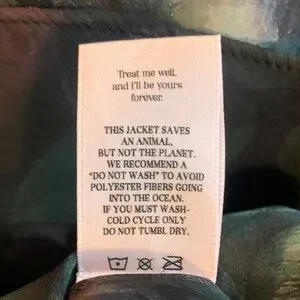 Treat me well,
and I'll be yours
forever.
THIS JACKET SAVES
AN ANIMAL,
BUT NOT THE PLANET.
WE RECOMMEND A
“DO NOT WASH” TO AVOID
POLYESTER FIBERS GOING
INTO THE OCEAN.
IF YOU MUST WASH-
COLD CYCLE ONLY
DO NOT TUMBL DRY.